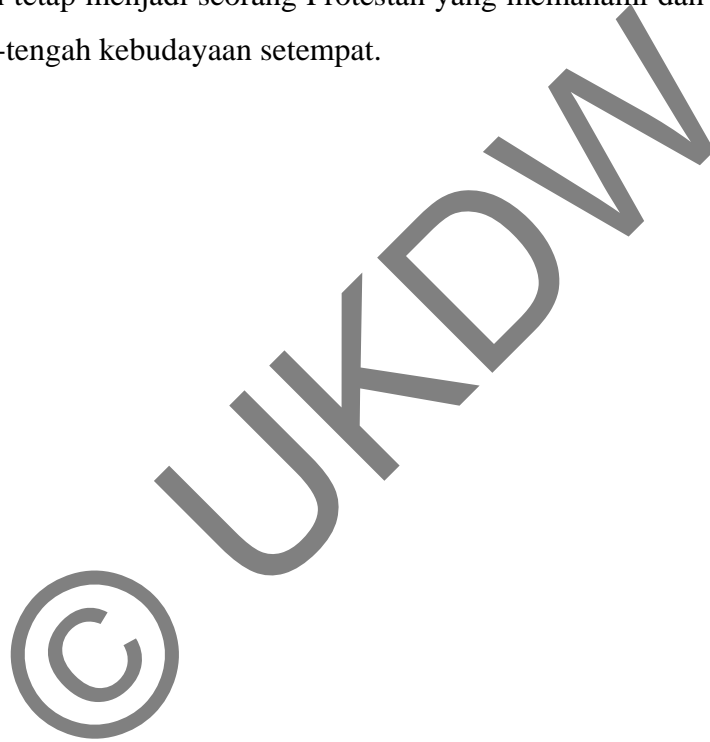 tetap menjadi seorang Protestan yang memahami dan
-tengah kebudayaan setempat.
© UKDW